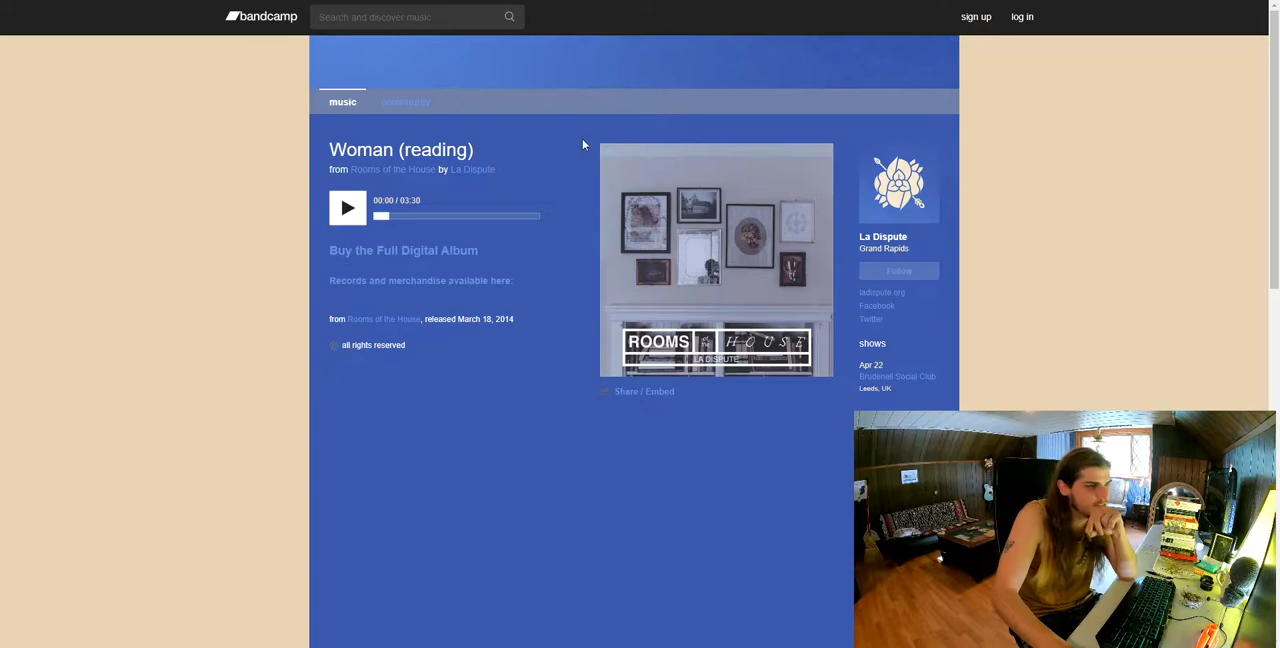 bandcamp
Search and discover music
sign up
log in
music
community
Woman (reading)
from Rooms of the House by La Dispute
00:00 / 03:30
Buy the Full Digital Album
Records and merchandise available here:
from Rooms of the House, released March 18, 2014
all rights reserved
ROOMS of the HOUSE
LA DISPUTE
Share / Embed
La Dispute
Grand Rapids
Follow
ladispute.org
Facebook
Twitter
shows
Apr 22
Brudenell Social Club
Leeds, UK